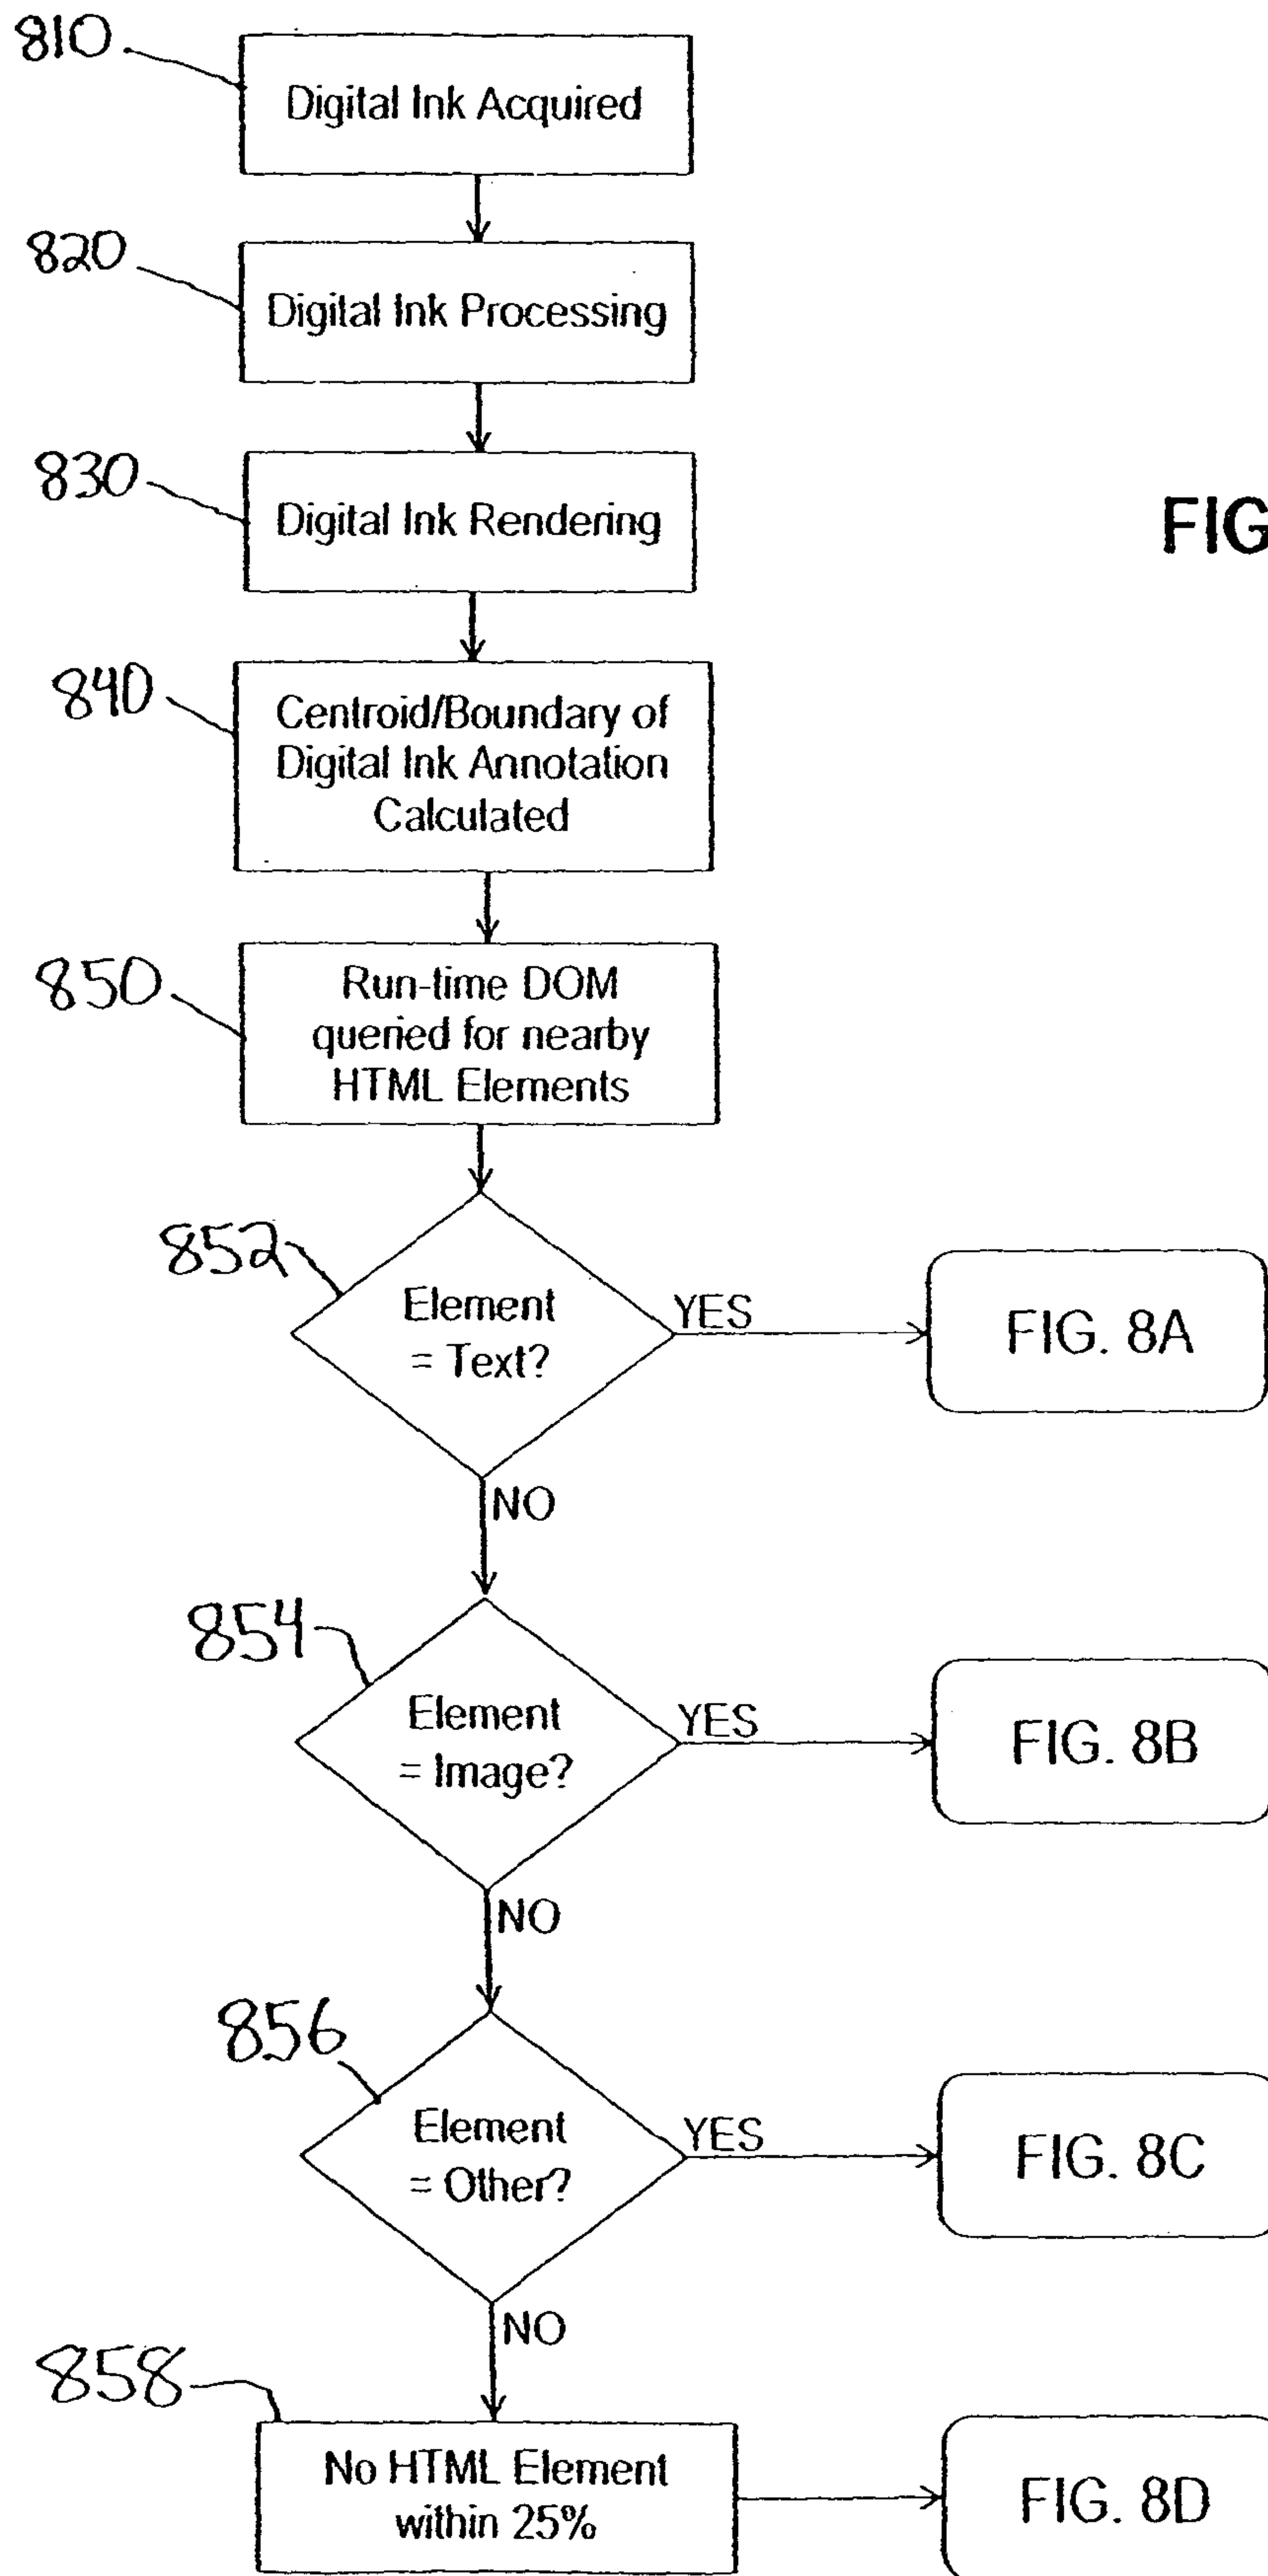 810
Digital Ink Acquired
820
Digital Ink Processing
830
Digital Ink Rendering
FIG
840
Centroid/Boundary of
Digital Ink Annotation
Calculated
850
Run-time DOM
queried for nearby
HTML Elements
852
Element
= Text?
YES
FIG. 8A
NO
854
Element
= Image?
YES
FIG. 8B
NO
856
Element
= Other?
YES
FIG. 8C
NO
858
No HTML Element
within 25%
FIG. 8D